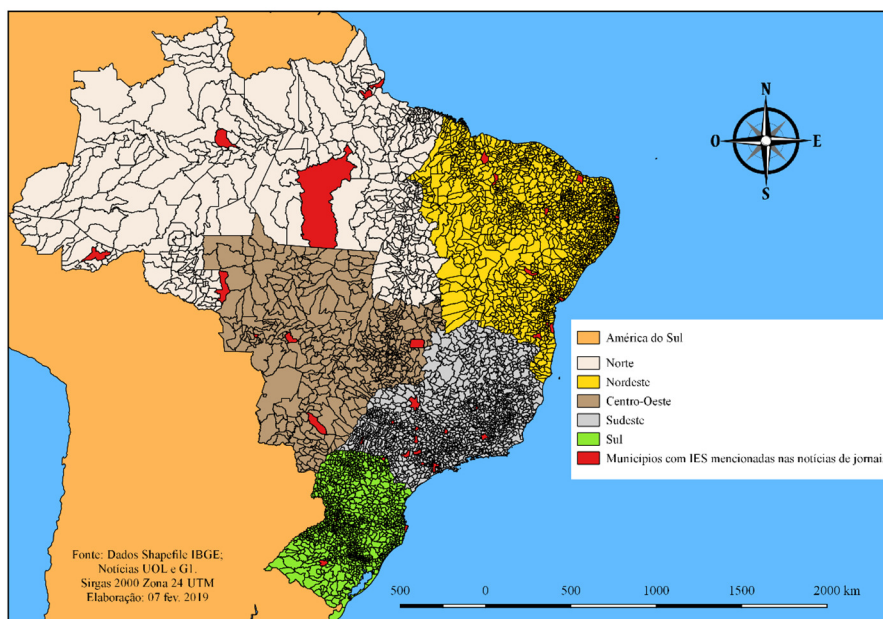 N
O
E
S
América do Sul
Norte
Nordeste
Centro-Oeste
Sudeste
Sul
Municípios com IES mencionadas nas notícias de jornais
Fonte: Dados Shapefile IBGE;
Notícias UOL e G1.
Sirgas 2000 Zona 24 UTM
Elaboração: 07 fev. 2019
500 0 500 1000 1500 2000 km